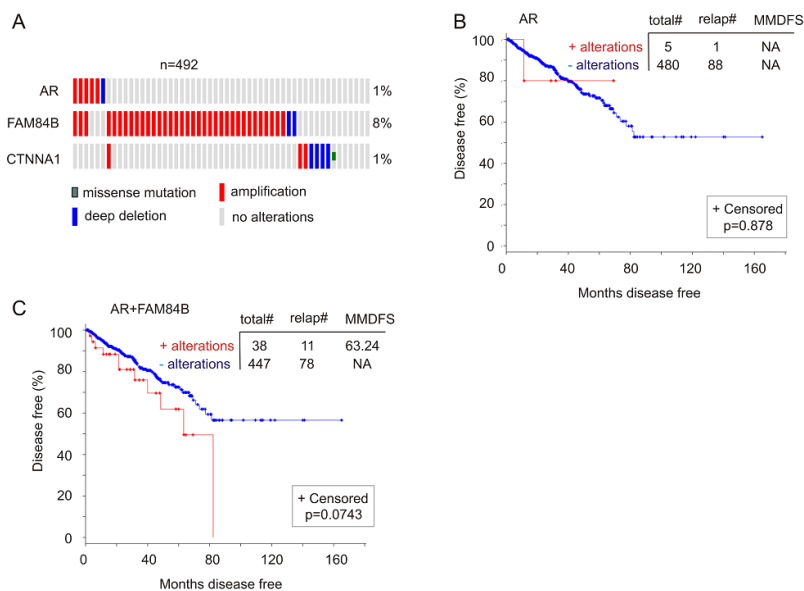 A
n=492
AR 1%
FAM84B 8%
CTNNA1 1%
missense mutation amplification
deep deletion no alterations
B
AR
total# relap# MMDFS
+ alterations 5 1 NA
- alterations 480 88 NA
Disease free (%)
100
80
60
40
20
0
+ Censored
p=0.878
0 40 80 120 160
Months disease free
C
AR+FAM84B
total# relap# MMDFS
+ alterations 38 11 63.24
- alterations 447 78 NA
Disease free (%)
100
80
60
40
20
0
+ Censored
p=0.0743
0 40 80 120 160
Months disease free